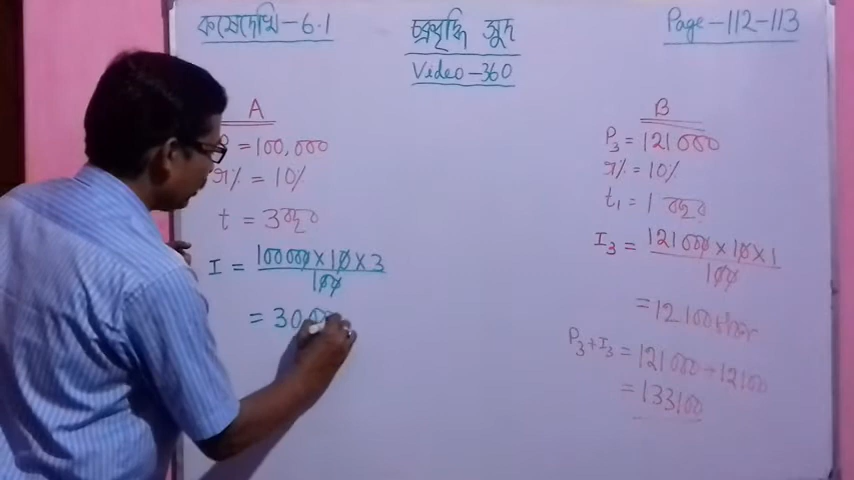 কষেদেখি-6.1
চক্রবৃদ্ধি সুদ
Video-360
Page-112-113
A
= 100,000
r% = 10%
t = 3 বছর
I = 100000 × 10 × 3
100
= 300
B
P3 = 121000
r% = 10%
t1 = 1 বছর
I3 = 121000 × 10 × 1
100
= 12100 টাকা
P3+I3 = 121000 + 12100
= 133100